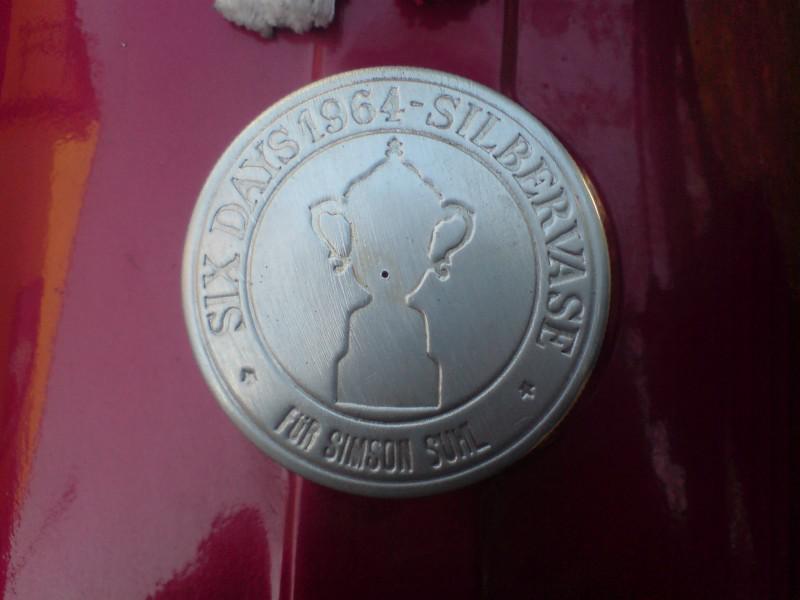 SIX DAYS 1964-SILBERVASE
FÜR SIMSON SUHL